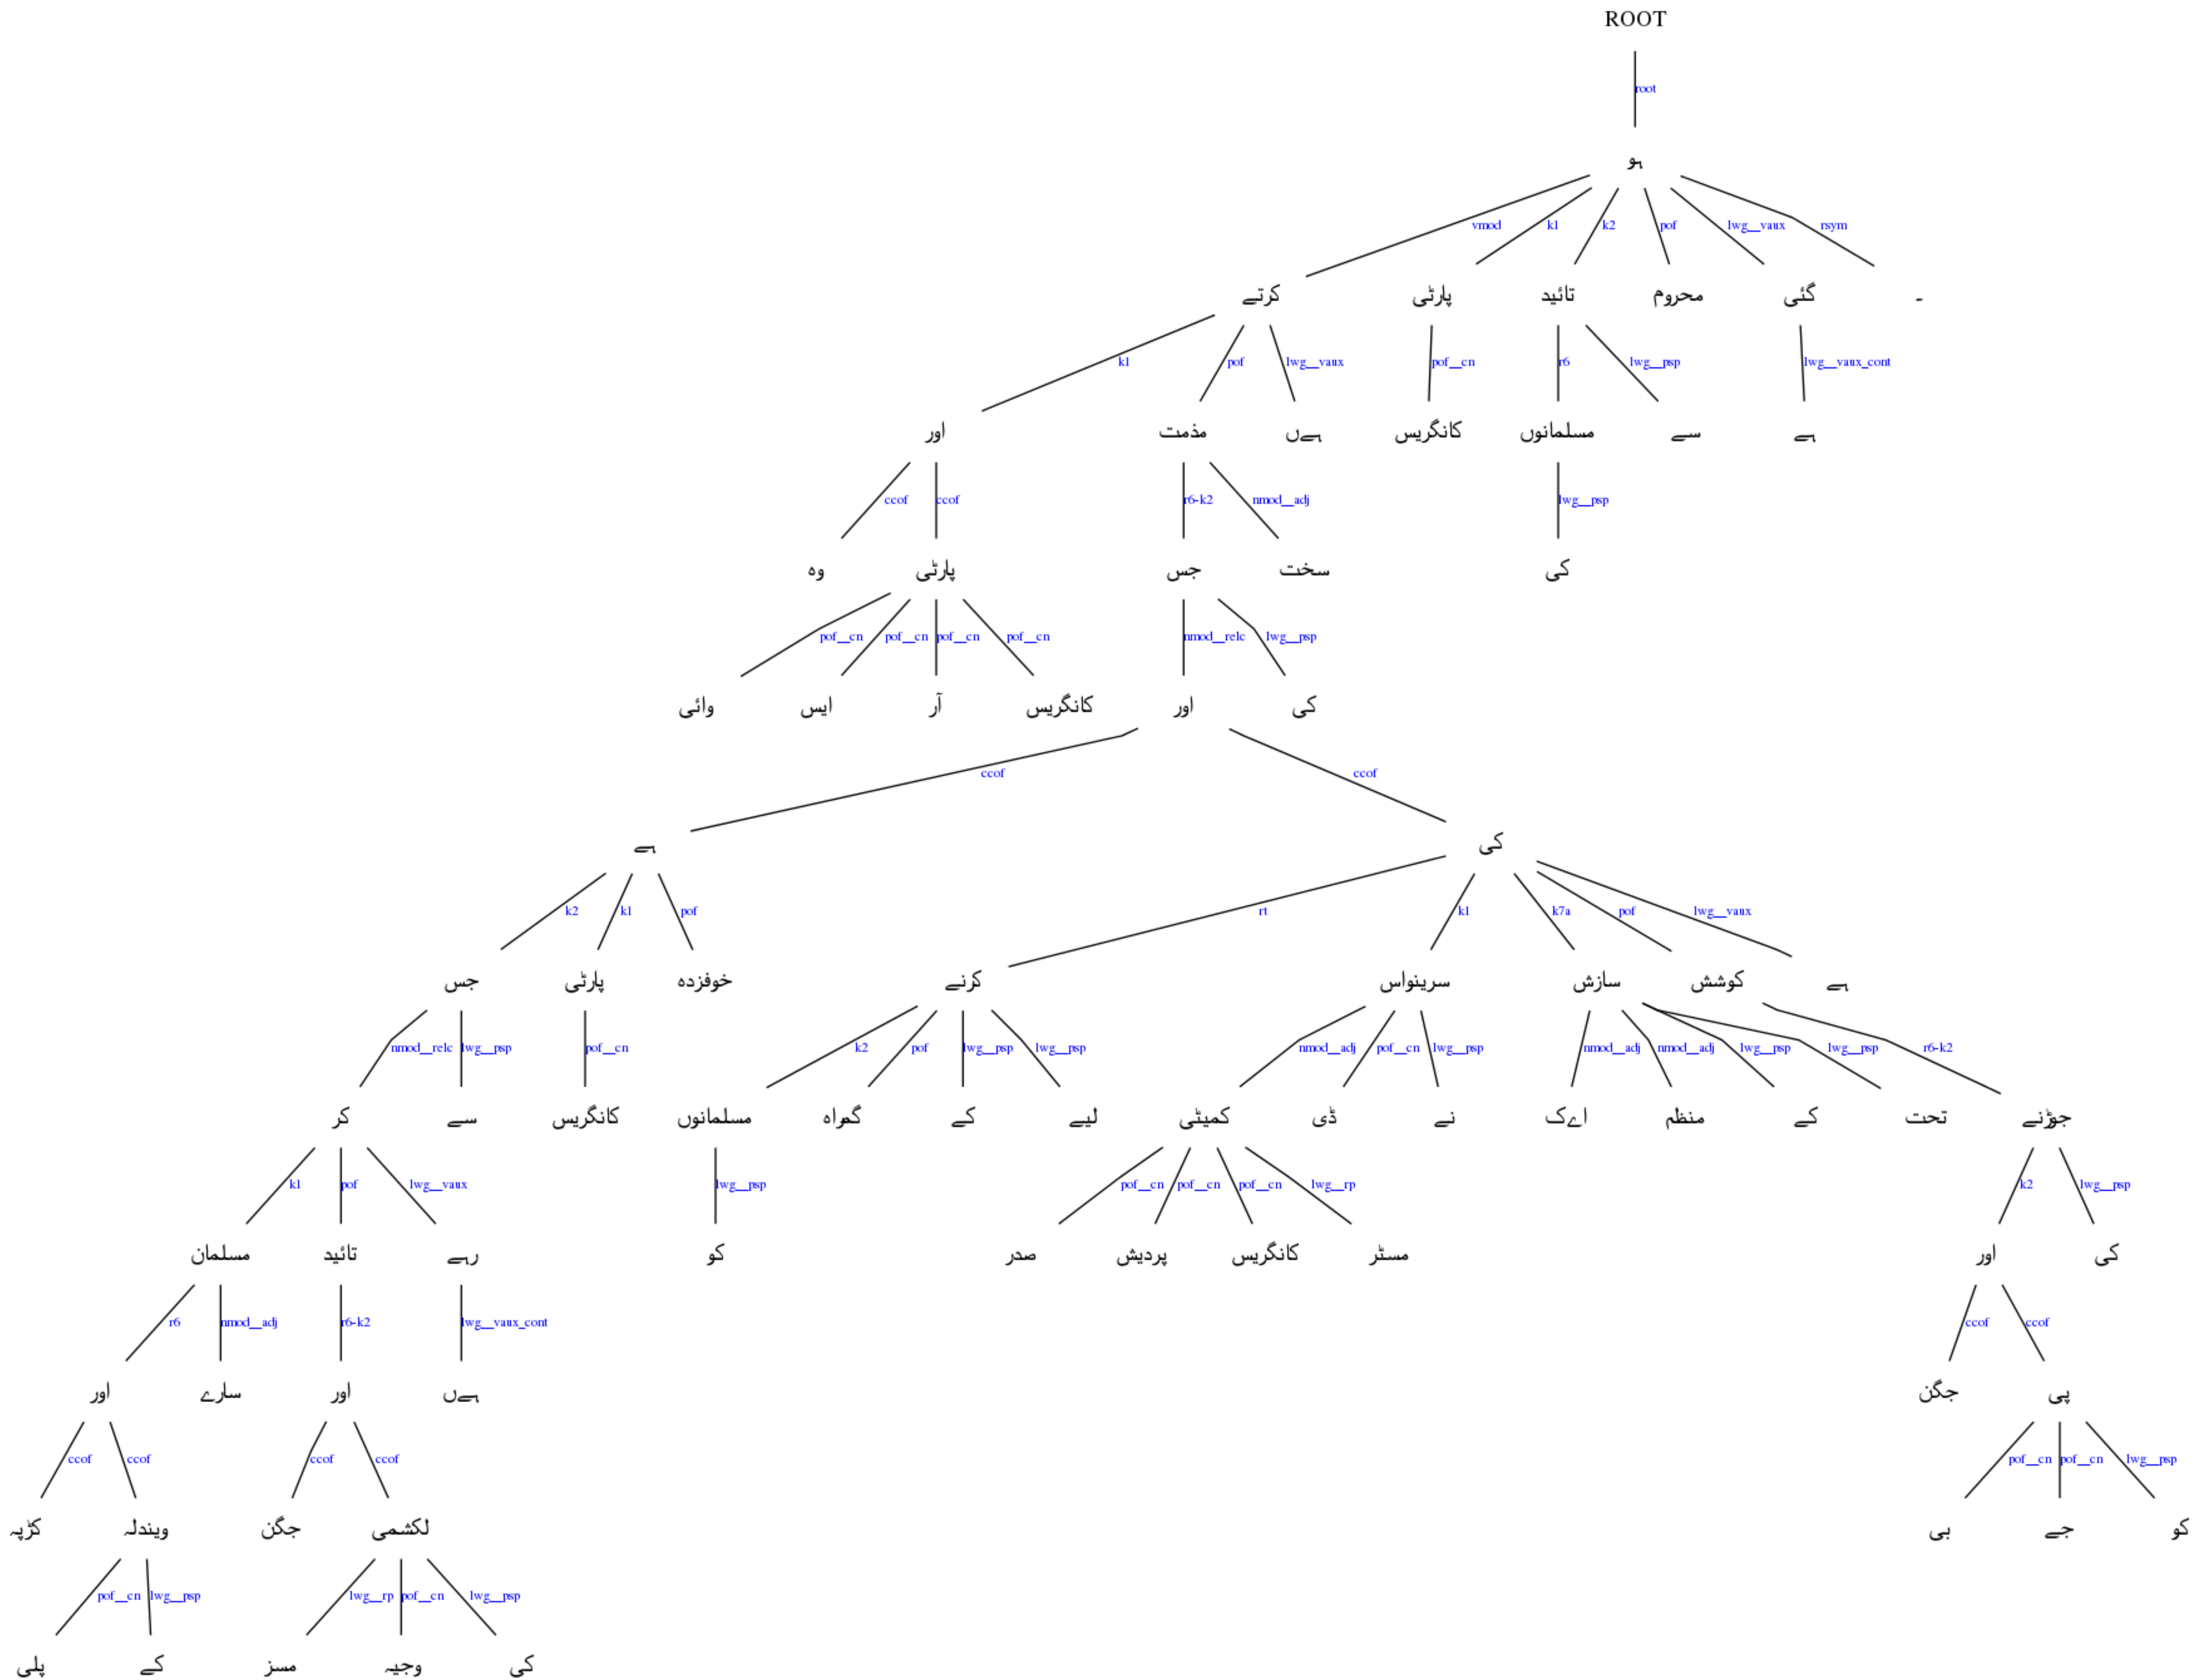 ROOT
root
ہو
vmod k1 k2 pof lwg__vaux rsym
کرتے پارٹی تائید محروم گئی ۔
k1 pof lwg__vaux pof__cn r6 lwg__psp lwg__vaux_cont
اور مذمت ہےں کانگریس مسلمانوں سے ہے
ccof ccof r6-k2 nmod__adj lwg__psp
وہ پارٹی جس سخت کی
pof__cn pof__cn pof__cn pof__cn nmod__relc lwg__psp
وائی ایس آر کانگریس اور کی
ccof ccof
ہے کی
k2 k1 pof rt k1 k7a pof lwg__vaux
جس پارٹی خوفزدہ کرنے سرینواس سازش کوشش ہے
nmod__relc lwg__psp pof__cn k2 pof lwg__psp lwg__psp nmod__adj pof__cn lwg__psp nmod__adj nmod__adj lwg__psp lwg__psp r6-k2
کر سے کانگریس مسلمانوں گمراہ کے لیے کمیٹی ڈی نے اےک منظم کے تحت جوڑنے
k1 pof lwg__vaux lwg__psp pof__cn pof__cn pof__cn lwg__rp k2 lwg__psp
مسلمان تائید رہے کو صدر پردیش کانگریس مسٹر اور کی
r6 nmod__adj r6-k2 lwg__vaux_cont ccof ccof
اور سارے اور ہےں جگن پی
ccof ccof ccof ccof pof__cn pof__cn lwg__psp
کڑپہ ویندلہ جگن لکشمی بی جے کو
pof__cn lwg__psp lwg__rp pof__cn lwg__psp
پلی کے مسز وجیہ کی